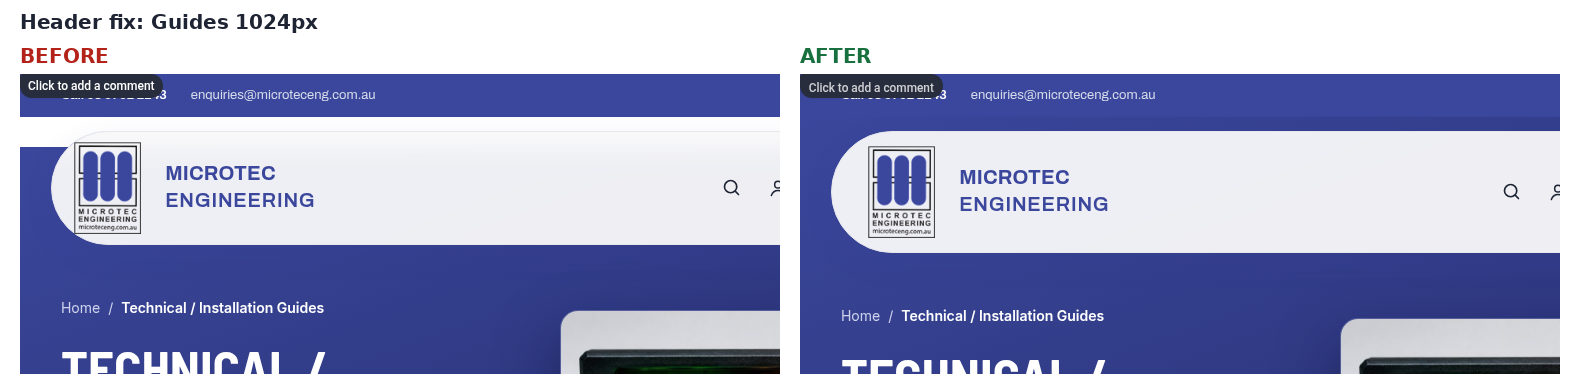 Header fix: Guides 1024px
BEFORE
Click to add a comment
enquiries@microteceng.com.au
MICROTEC
ENGINEERING
microteceng.com.au
MICROTEC
ENGINEERING
Home / Technical / Installation Guides
TECHNICAL /
AFTER
Click to add a comment
enquiries@microteceng.com.au
MICROTEC
ENGINEERING
microteceng.com.au
MICROTEC
ENGINEERING
Home / Technical / Installation Guides
TECHNICAL /